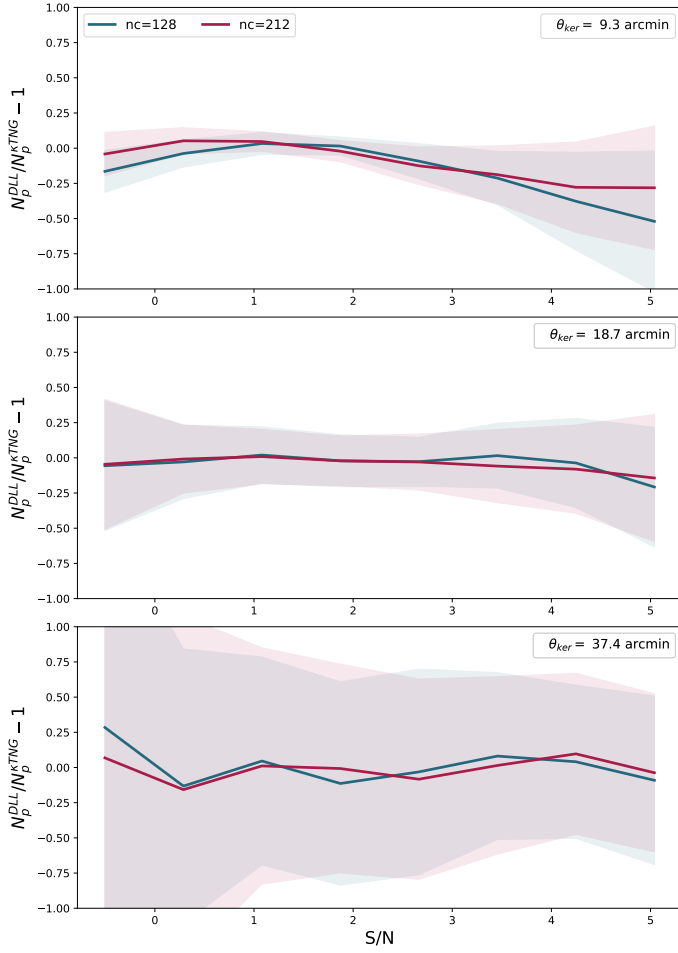 nc=128 nc=212
θ_ker = 9.3 arcmin
N_p^DLL/N_p^κTNG − 1
1.00
0.75
0.50
0.25
0.00
−0.25
−0.50
−0.75
−1.00
0 1 2 3 4 5
θ_ker = 18.7 arcmin
N_p^DLL/N_p^κTNG − 1
1.00
0.75
0.50
0.25
0.00
−0.25
−0.50
−0.75
−1.00
0 1 2 3 4 5
θ_ker = 37.4 arcmin
N_p^DLL/N_p^κTNG − 1
1.00
0.75
0.50
0.25
0.00
−0.25
−0.50
−0.75
−1.00
0 1 2 3 4 5
S/N